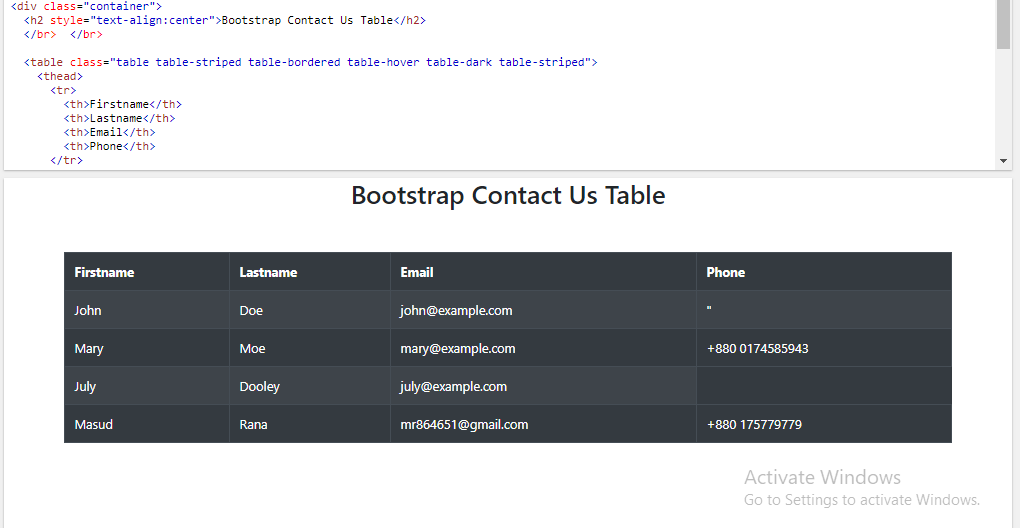 <div class="container">
<h2 style="text-align:center">Bootstrap Contact Us Table</h2>
</br>  </br>
<table class="table table-striped table-bordered table-hover table-dark table-striped">
<thead>
<tr>
<th>Firstname</th>
<th>Lastname</th>
<th>Email</th>
<th>Phone</th>
</tr>
Bootstrap Contact Us Table
Firstname Lastname Email Phone
John Doe john@example.com "
Mary Moe mary@example.com +880 0174585943
July Dooley july@example.com
Masud Rana mr864651@gmail.com +880 175779779
Activate Windows
Go to Settings to activate Windows.